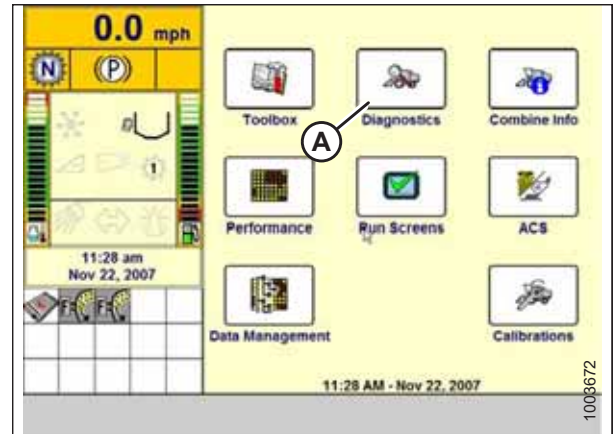 0.0 mph
N
P
1
11:28 am
Nov 22, 2007
F
F
Toolbox
Diagnostics
Combine Info
A
Performance
Run Screens
ACS
Data Management
Calibrations
11:28 AM - Nov 22, 2007
1003672